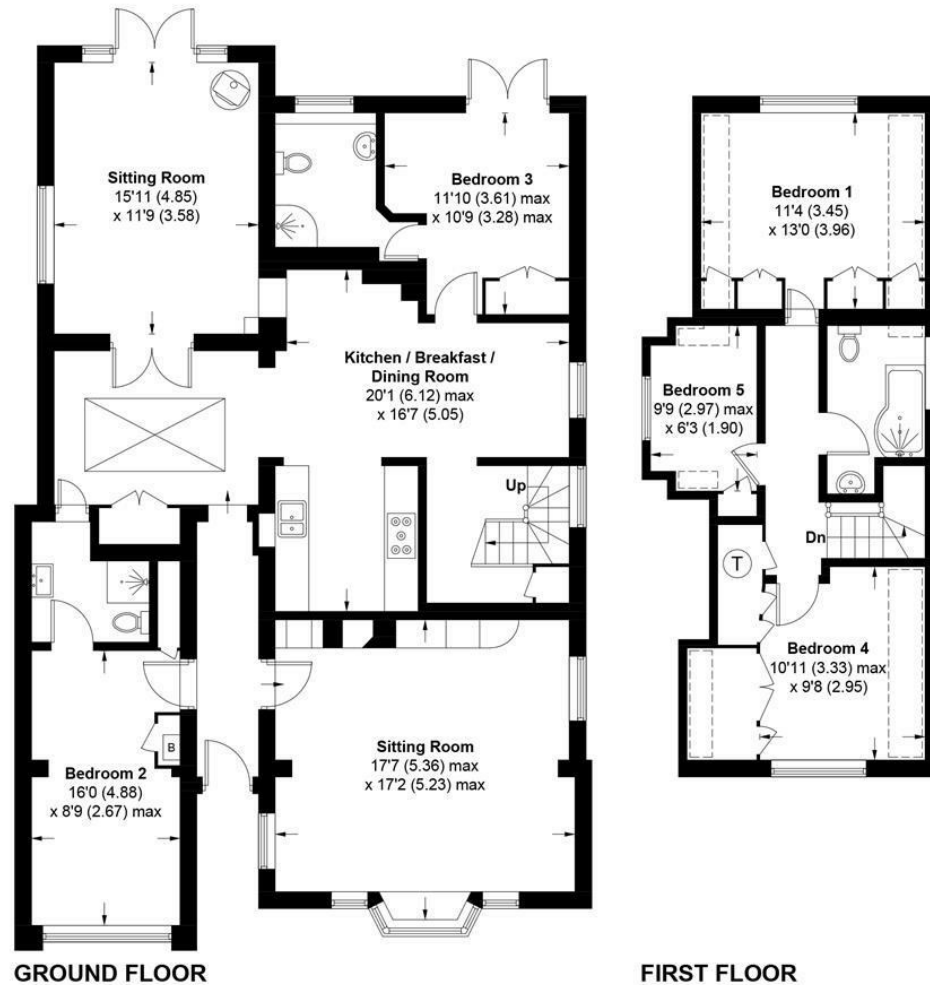 Sitting Room
15'11 (4.85)
x 11'9 (3.58)
Bedroom 3
11'10 (3.61) max
x 10'9 (3.28) max
Kitchen / Breakfast /
Dining Room
20'1 (6.12) max
x 16'7 (5.05)
Up
Bedroom 2
16'0 (4.88)
x 8'9 (2.67) max
B
Sitting Room
17'7 (5.36) max
x 17'2 (5.23) max
GROUND FLOOR
Bedroom 1
11'4 (3.45)
x 13'0 (3.96)
Bedroom 5
9'9 (2.97) max
x 6'3 (1.90)
Dn
T
Bedroom 4
10'11 (3.33) max
x 9'8 (2.95)
FIRST FLOOR